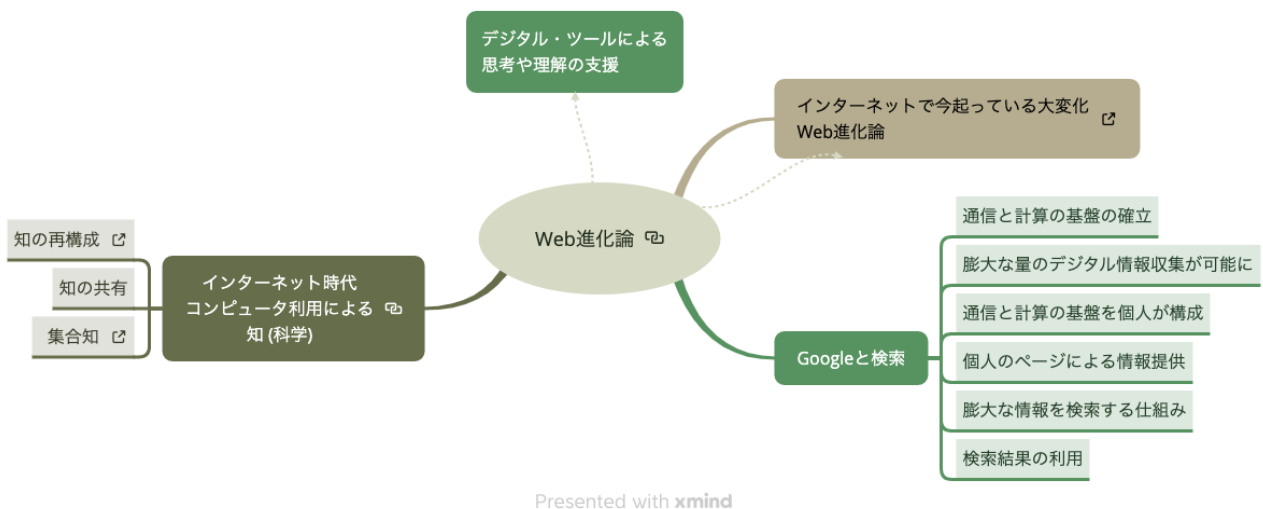 デジタル・ツールによる
思考や理解の支援
インターネットで今起っている大変化
Web進化論
Web進化論
通信と計算の基盤の確立
膨大な量のデジタル情報収集が可能に
通信と計算の基盤を個人が構成
個人のページによる情報提供
膨大な情報を検索する仕組み
検索結果の利用
Googleと検索
インターネット時代
コンピュータ利用による
知 (科学)
知の再構成
知の共有
集合知
Presented with xmind